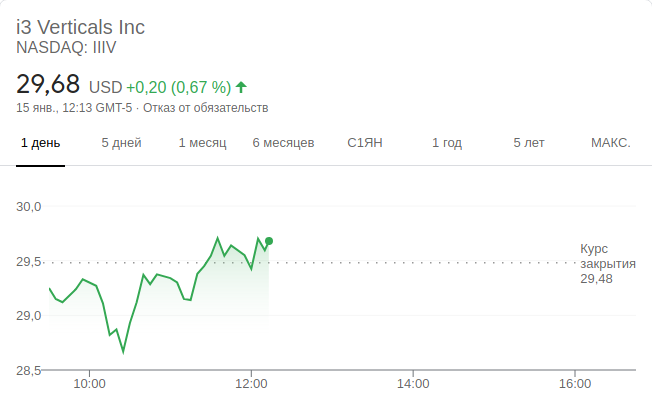 i3 Verticals Inc
NASDAQ: IIIV
29,68 USD +0,20 (0,67 %)
15 янв., 12:13 GMT-5 · Отказ от обязательств
1 день 5 дней 1 месяц 6 месяцев С1ЯН 1 год 5 лет МАКС.
30,0
29,5
29,0
28,5
Курс
закрытия
29,48
10:00 12:00 14:00 16:00